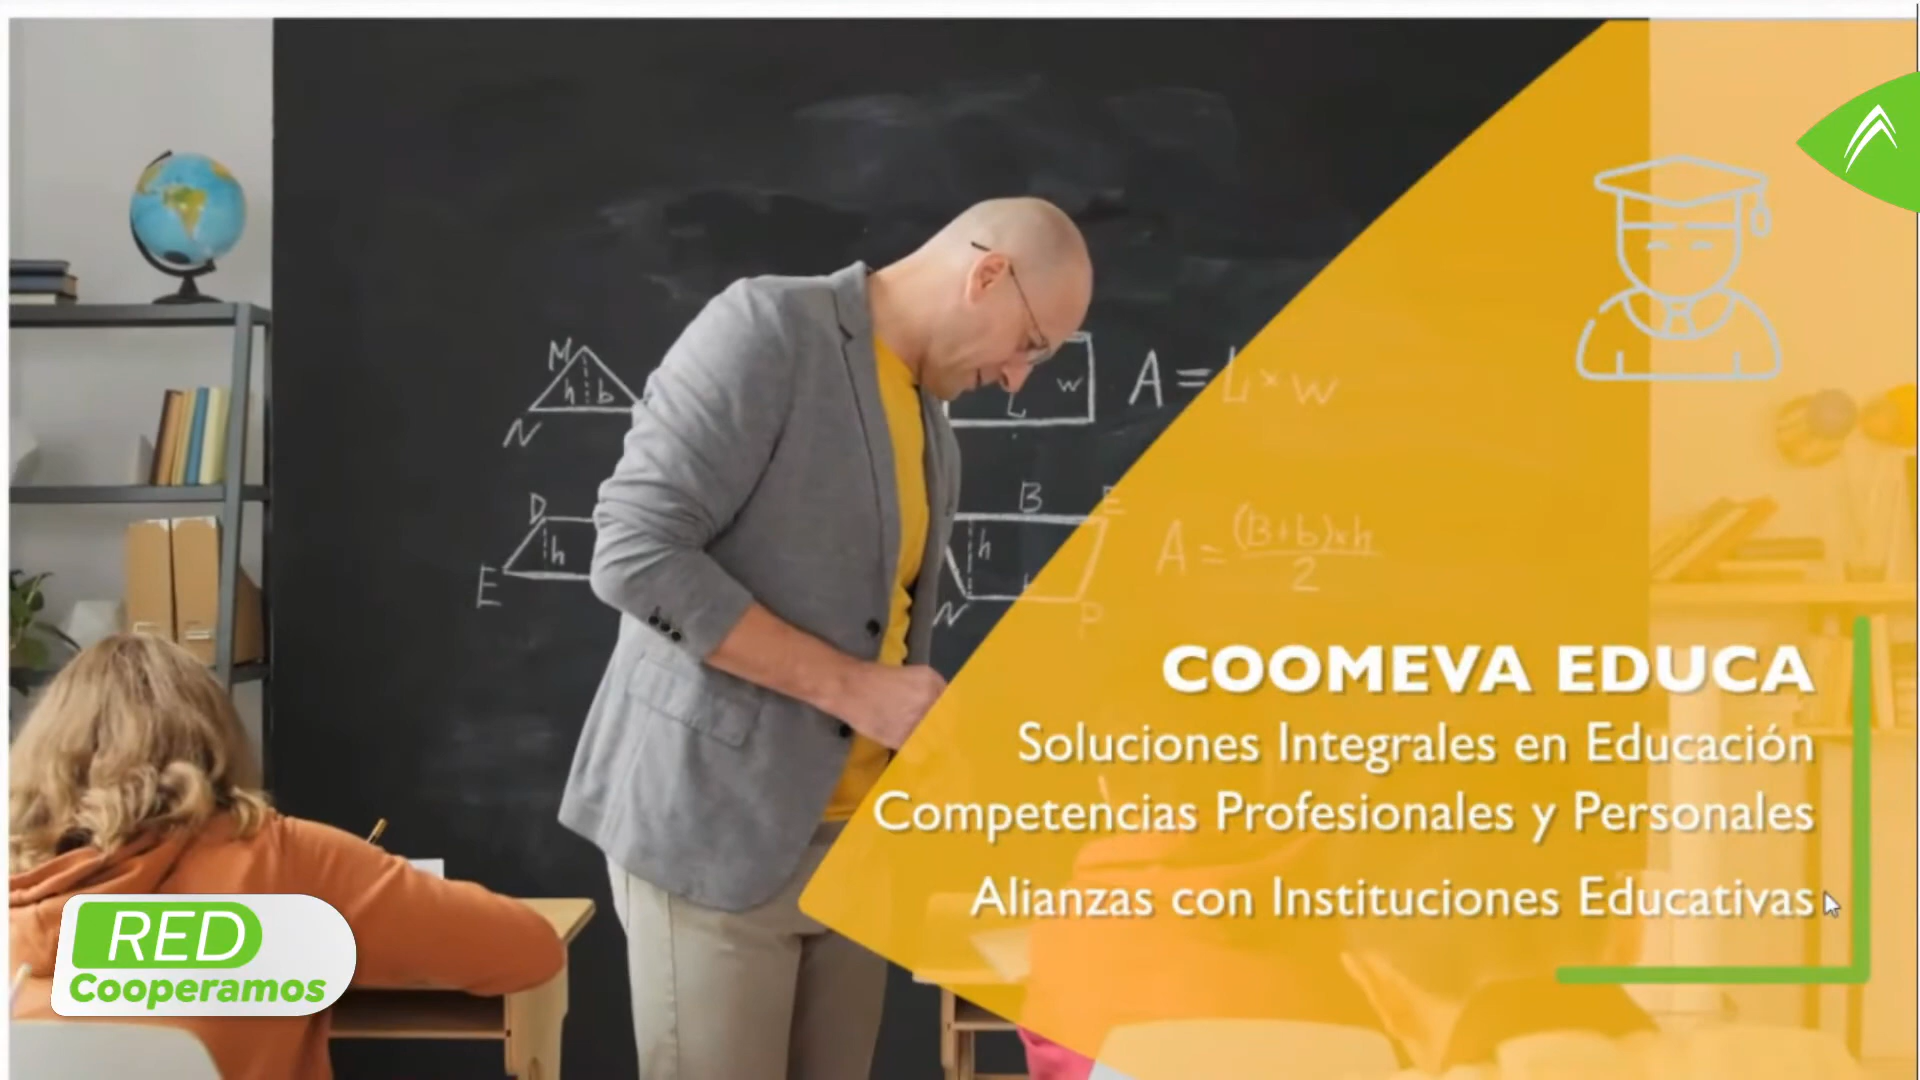 M
h b
N
L
w
A = L × w
D
h
E
B
E
h
N
P
A = (B+b)×h
2
COOMEVA EDUCA
Soluciones Integrales en Educación
Competencias Profesionales y Personales
Alianzas con Instituciones Educativas
RED
Cooperamos